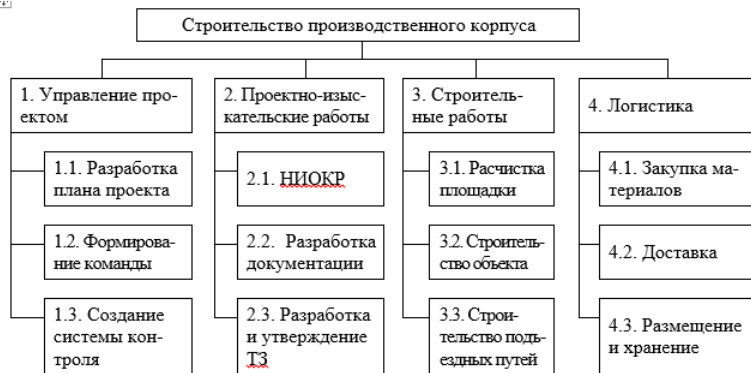 Строительство производственного корпуса
1. Управление про-
ектом
1.1. Разработка
плана проекта
1.2. Формирова-
ние команды
1.3. Создание
системы кон-
троля
2. Проектно-изыс-
кательские работы
2.1. НИОКР
2.2. Разработка
документации
2.3. Разработка
и утверждение
ТЗ
3. Строитель-
ные работы
3.1. Расчистка
площадки
3.2. Строитель-
ство объекта
3.3. Строи-
тельство подъ-
ездных путей
4. Логистика
4.1. Закупка ма-
териалов
4.2. Доставка
4.3. Размещение
и хранение